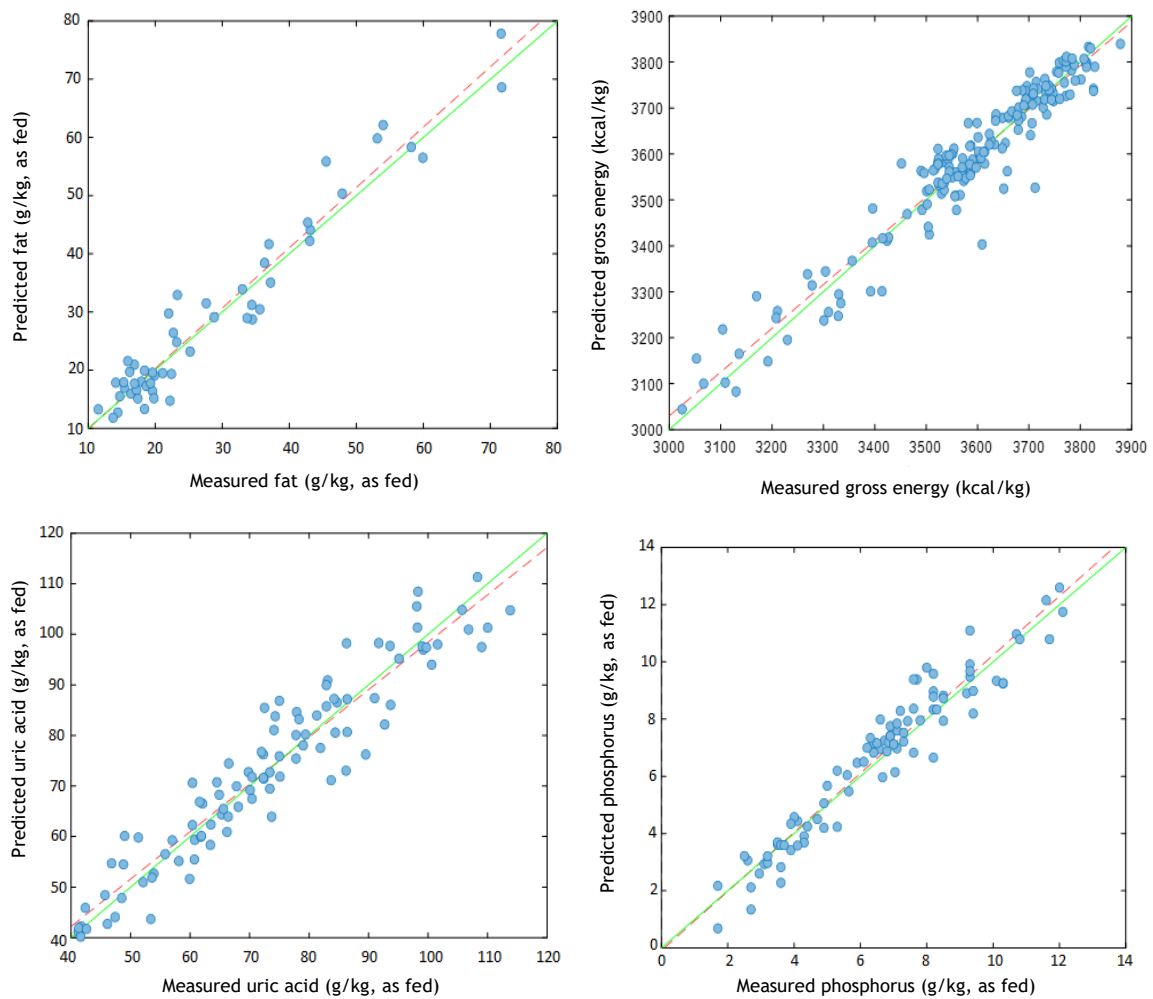 80
70
60
50
40
30
20
10
Predicted fat (g/kg, as fed)
10 20 30 40 50 60 70 80
Measured fat (g/kg, as fed)
3900
3800
3700
3600
3500
3400
3300
3200
3100
3000
Predicted gross energy (kcal/kg)
3000 3100 3200 3300 3400 3500 3600 3700 3800 3900
Measured gross energy (kcal/kg)
120
110
100
90
80
70
60
50
40
Predicted uric acid (g/kg, as fed)
40 50 60 70 80 90 100 110 120
Measured uric acid (g/kg, as fed)
14
12
10
8
6
4
2
0
Predicted phosphorus (g/kg, as fed)
0 2 4 6 8 10 12 14
Measured phosphorus (g/kg, as fed)